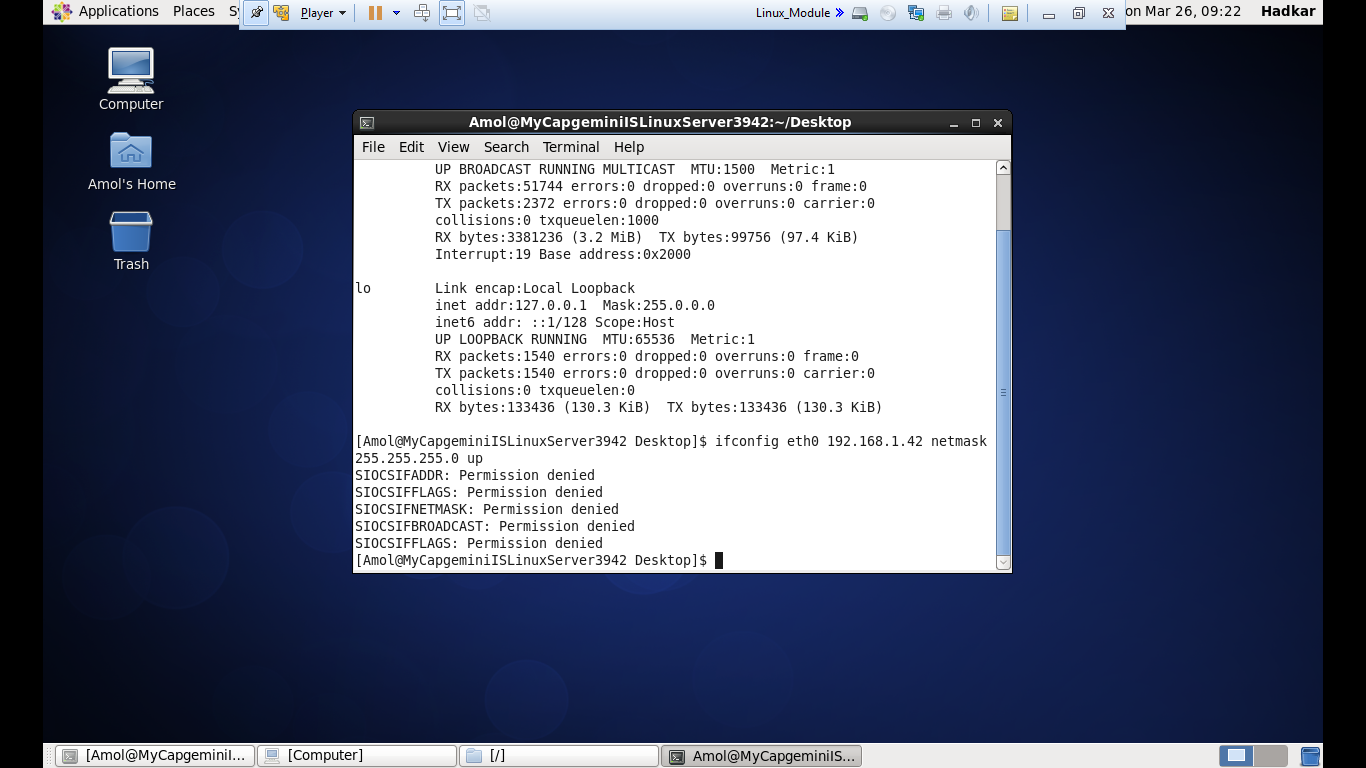 Applications Places Sy
Player
Linux_Module
on Mar 26, 09:22 Hadkar
Computer
Amol's Home
Trash
Amol@MyCapgeminiISLinuxServer3942:~/Desktop
File Edit View Search Terminal Help
UP BROADCAST RUNNING MULTICAST  MTU:1500  Metric:1
RX packets:51744 errors:0 dropped:0 overruns:0 frame:0
TX packets:2372 errors:0 dropped:0 overruns:0 carrier:0
collisions:0 txqueuelen:1000
RX bytes:3381236 (3.2 MiB)  TX bytes:99756 (97.4 KiB)
Interrupt:19 Base address:0x2000
lo        Link encap:Local Loopback
inet addr:127.0.0.1  Mask:255.0.0.0
inet6 addr: ::1/128 Scope:Host
UP LOOPBACK RUNNING  MTU:65536  Metric:1
RX packets:1540 errors:0 dropped:0 overruns:0 frame:0
TX packets:1540 errors:0 dropped:0 overruns:0 carrier:0
collisions:0 txqueuelen:0
RX bytes:133436 (130.3 KiB)  TX bytes:133436 (130.3 KiB)
[Amol@MyCapgeminiISLinuxServer3942 Desktop]$ ifconfig eth0 192.168.1.42 netmask
255.255.255.0 up
SIOCSIFADDR: Permission denied
SIOCSIFFLAGS: Permission denied
SIOCSIFNETMASK: Permission denied
SIOCSIFBROADCAST: Permission denied
SIOCSIFFLAGS: Permission denied
[Amol@MyCapgeminiISLinuxServer3942 Desktop]$
[Amol@MyCapgeminiI...
[Computer]
[/]
Amol@MyCapgeminiIS...